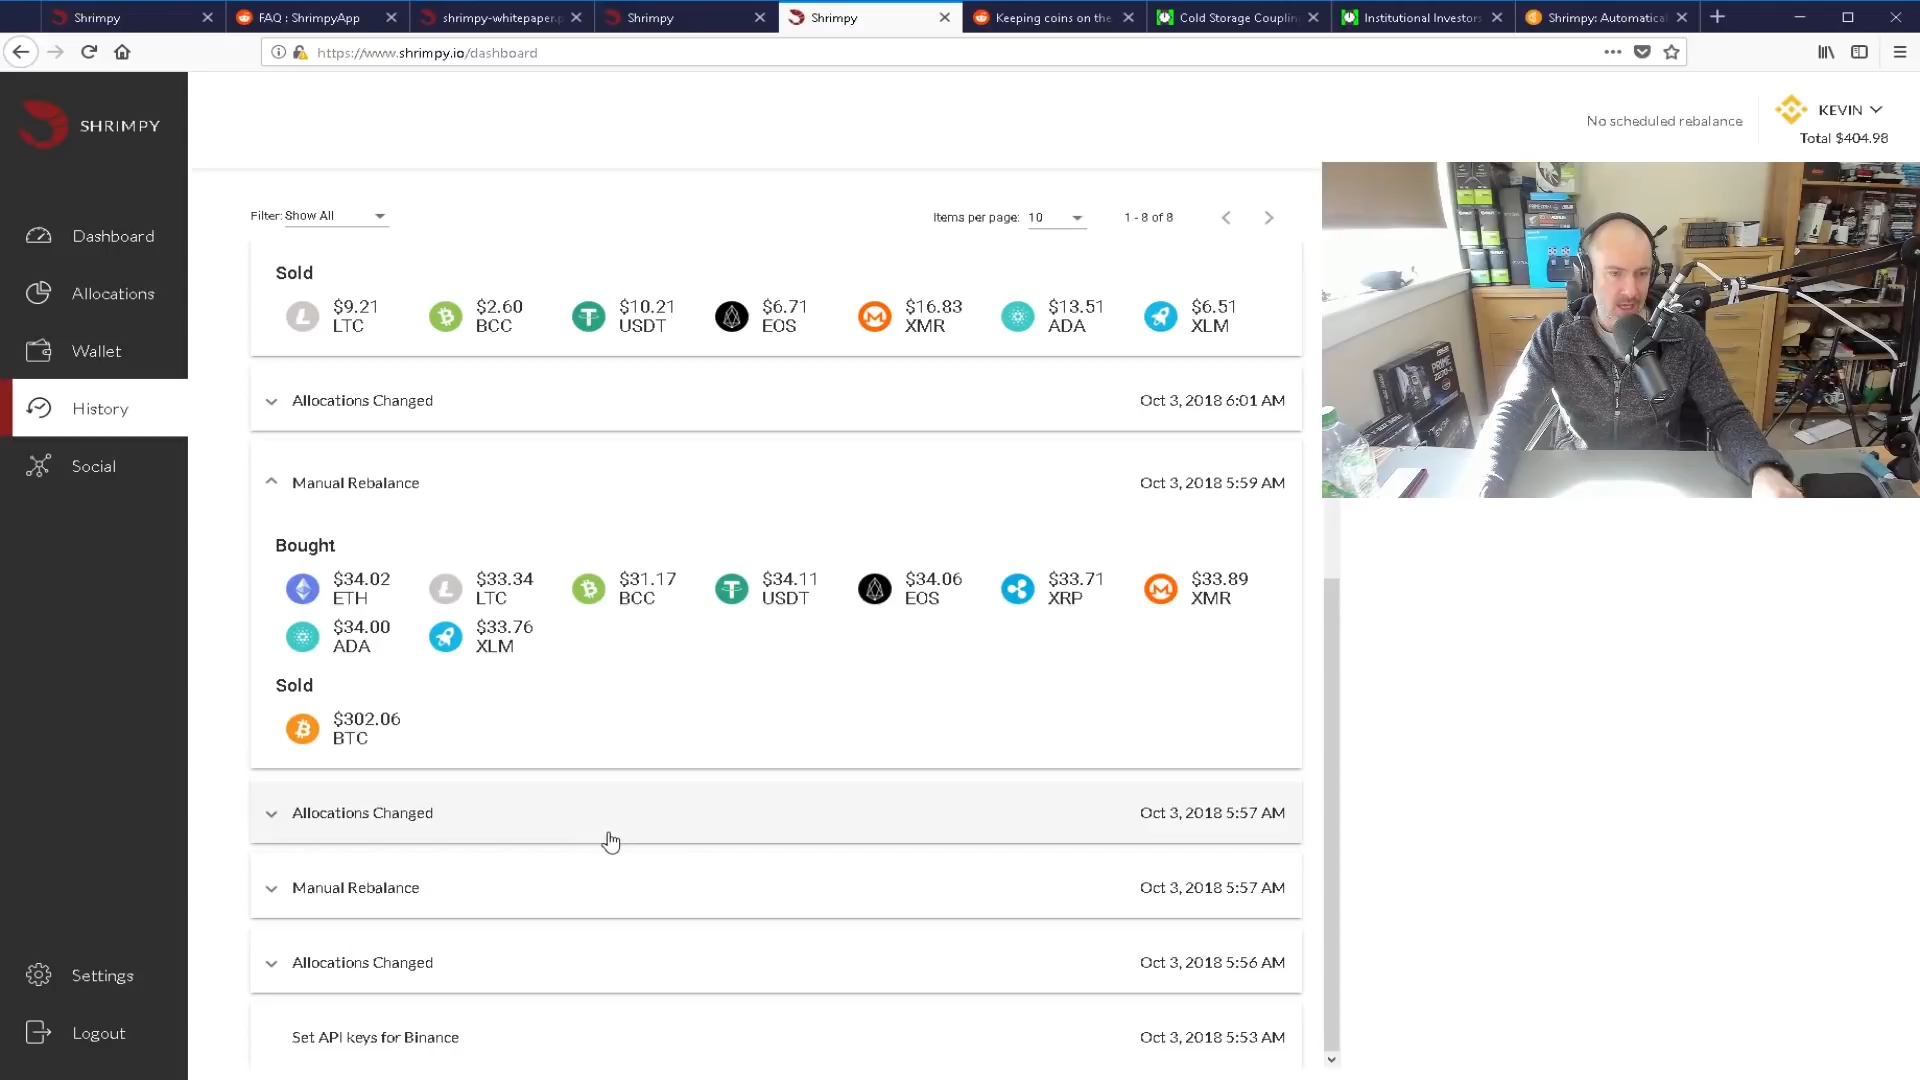 Shrimpy
FAQ : ShrimpyApp
shrimpy-whitepaper.p
Shrimpy
Shrimpy
Keeping coins on the
Cold Storage Couplin
Institutional Investors
Shrimpy: Automatica
https://www.shrimpy.io/dashboard
SHRIMPY
No scheduled rebalance
KEVIN
Total $404.98
Dashboard
Allocations
Wallet
History
Social
Settings
Logout
Filter: Show All
Items per page: 10
1 - 8 of 8
Sold
$9.21 $2.60 $10.21 $6.71 $16.83 $13.51 $6.51
LTC BCC USDT EOS XMR ADA XLM
Allocations Changed Oct 3, 2018 6:01 AM
Manual Rebalance Oct 3, 2018 5:59 AM
Bought
$34.02 $33.34 $31.17 $34.11 $34.06 $33.71 $33.89
ETH LTC BCC USDT EOS XRP XMR
$34.00 $33.76
ADA XLM
Sold
$302.06
BTC
Allocations Changed Oct 3, 2018 5:57 AM
Manual Rebalance Oct 3, 2018 5:57 AM
Allocations Changed Oct 3, 2018 5:56 AM
Set API keys for Binance Oct 3, 2018 5:53 AM
PRIME